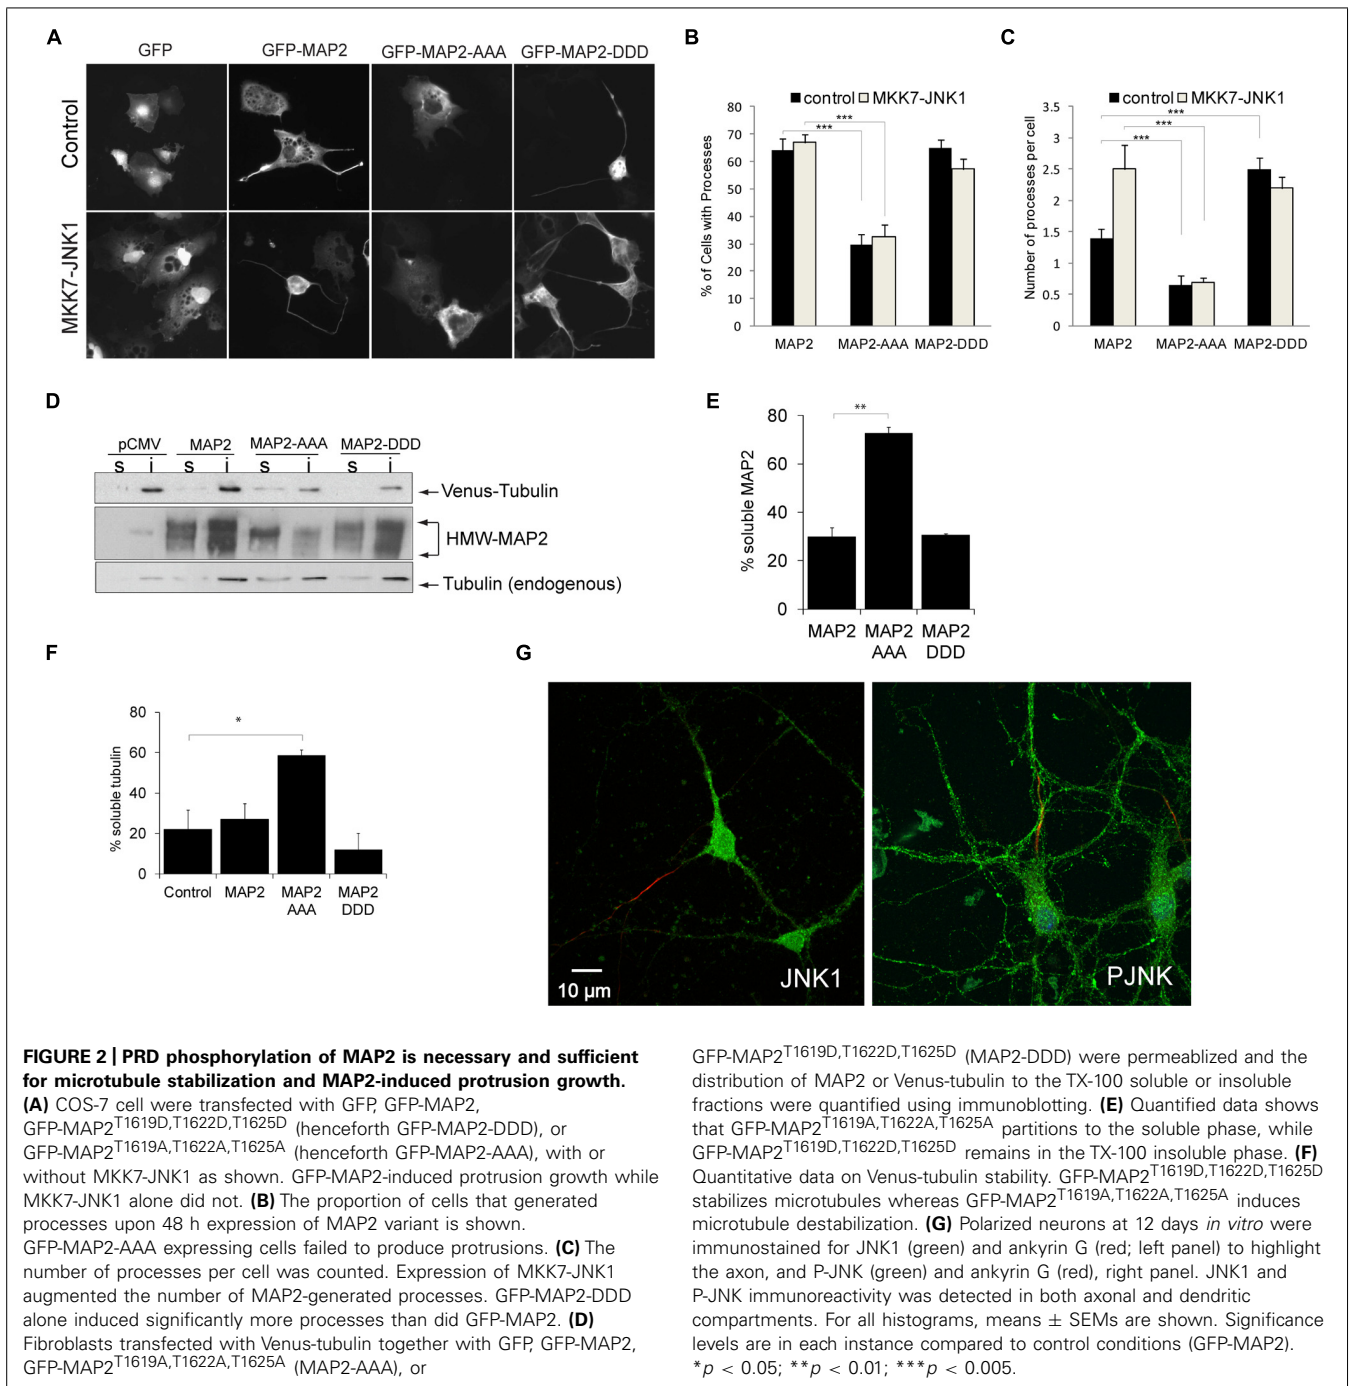 A
GFP
GFP-MAP2
GFP-MAP2-AAA
GFP-MAP2-DDD
Control
MKK7-JNK1
B
control
MKK7-JNK1
% of Cells with Processes
80
70
60
50
40
30
20
10
0
***
***
MAP2
MAP2-AAA
MAP2-DDD
C
control
MKK7-JNK1
Number of processes per cell
3.5
3
2.5
2
1.5
1
0.5
0
***
***
***
MAP2
MAP2-AAA
MAP2-DDD
D
pCMV
MAP2
MAP2-AAA
MAP2-DDD
s i s i s i s i
Venus-Tubulin
HMW-MAP2
Tubulin (endogenous)
E
% soluble MAP2
80
60
40
20
0
**
MAP2
MAP2
AAA
MAP2
DDD
F
% soluble tubulin
80
60
40
20
0
*
Control
MAP2
MAP2
AAA
MAP2
DDD
G
10 µm
JNK1
PJNK
FIGURE 2 | PRD phosphorylation of MAP2 is necessary and sufficient
for microtubule stabilization and MAP2-induced protrusion growth.
(A) COS-7 cell were transfected with GFP, GFP-MAP2,
GFP-MAP2T1619D,T1622D,T1625D (henceforth GFP-MAP2-DDD), or
GFP-MAP2T1619A,T1622A,T1625A (henceforth GFP-MAP2-AAA), with or
without MKK7-JNK1 as shown. GFP-MAP2-induced protrusion growth while
MKK7-JNK1 alone did not. (B) The proportion of cells that generated
processes upon 48 h expression of MAP2 variant is shown.
GFP-MAP2-AAA expressing cells failed to produce protrusions. (C) The
number of processes per cell was counted. Expression of MKK7-JNK1
augmented the number of MAP2-generated processes. GFP-MAP2-DDD
alone induced significantly more processes than did GFP-MAP2. (D)
Fibroblasts transfected with Venus-tubulin together with GFP, GFP-MAP2,
GFP-MAP2T1619A,T1622A,T1625A (MAP2-AAA), or
GFP-MAP2T1619D,T1622D,T1625D (MAP2-DDD) were permeablized and the
distribution of MAP2 or Venus-tubulin to the TX-100 soluble or insoluble
fractions were quantified using immunoblotting. (E) Quantified data shows
that GFP-MAP2T1619A,T1622A,T1625A partitions to the soluble phase, while
GFP-MAP2T1619D,T1622D,T1625D remains in the TX-100 insoluble phase. (F)
Quantitative data on Venus-tubulin stability. GFP-MAP2T1619D,T1622D,T1625D
stabilizes microtubules whereas GFP-MAP2T1619A,T1622A,T1625A induces
microtubule destabilization. (G) Polarized neurons at 12 days in vitro were
immunostained for JNK1 (green) and ankyrin G (red; left panel) to highlight
the axon, and P-JNK (green) and ankyrin G (red), right panel. JNK1 and
P-JNK immunoreactivity was detected in both axonal and dendritic
compartments. For all histograms, means ± SEMs are shown. Significance
levels are in each instance compared to control conditions (GFP-MAP2).
*p < 0.05; **p < 0.01; ***p < 0.005.